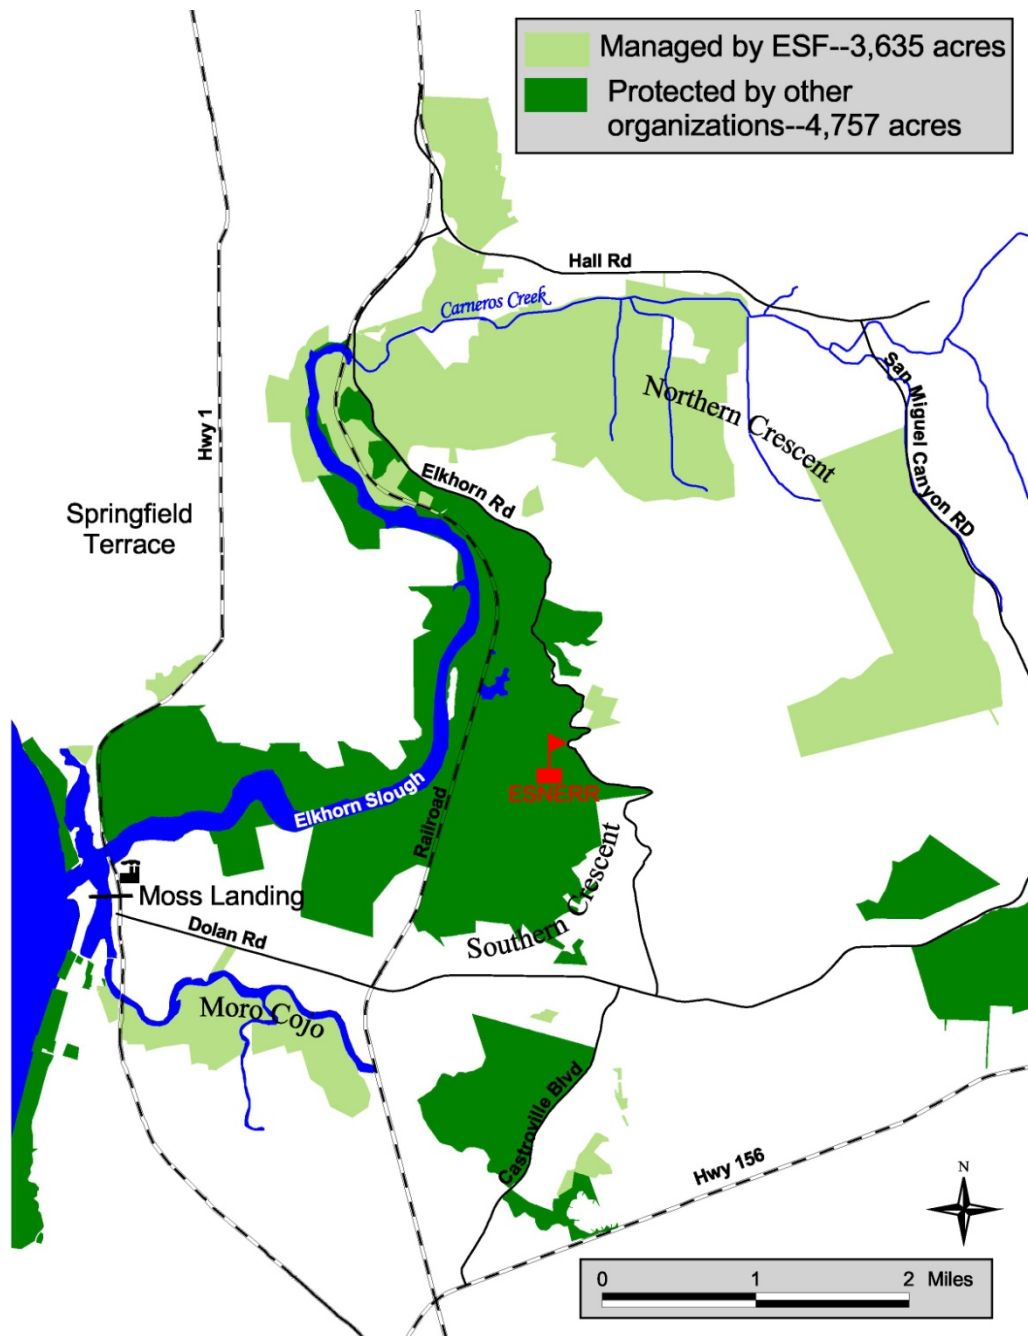 Managed by ESF--3,635 acres
Protected by other
organizations--4,757 acres
Hall Rd
Carneros Creek
Hwy 1
Northern Crescent
San Miguel Canyon RD
Elkhorn Rd
Springfield
Terrace
ESNERR
Elkhorn Slough
Railroad
Southern Crescent
Moss Landing
Dolan Rd
Moro Cojo
Castroville Blvd
Hwy 156
N
0 1 2 Miles